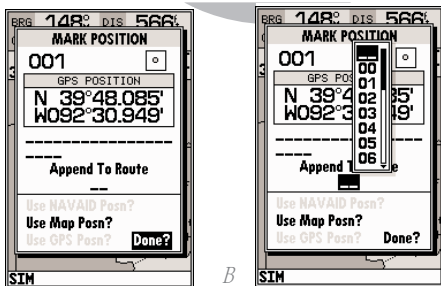 BRG 148° DIS 566
MARK POSITION
001
GPS POSITION
N 39°48.085'
W092°30.949'
Append To Route
Use NAVAID Posn?
Use Map Posn?
Use GPS Posn? Done?
SIM
B
BRG 148° DIS 566
MARK POSITION
001
00
GPS POS 01
N 39°4 02 85'
03
W092°3 04 49'
05
Append T 06 e
Use NAVAID Posn?
Use Map Posn?
Use GPS Posn? Done?
SIM